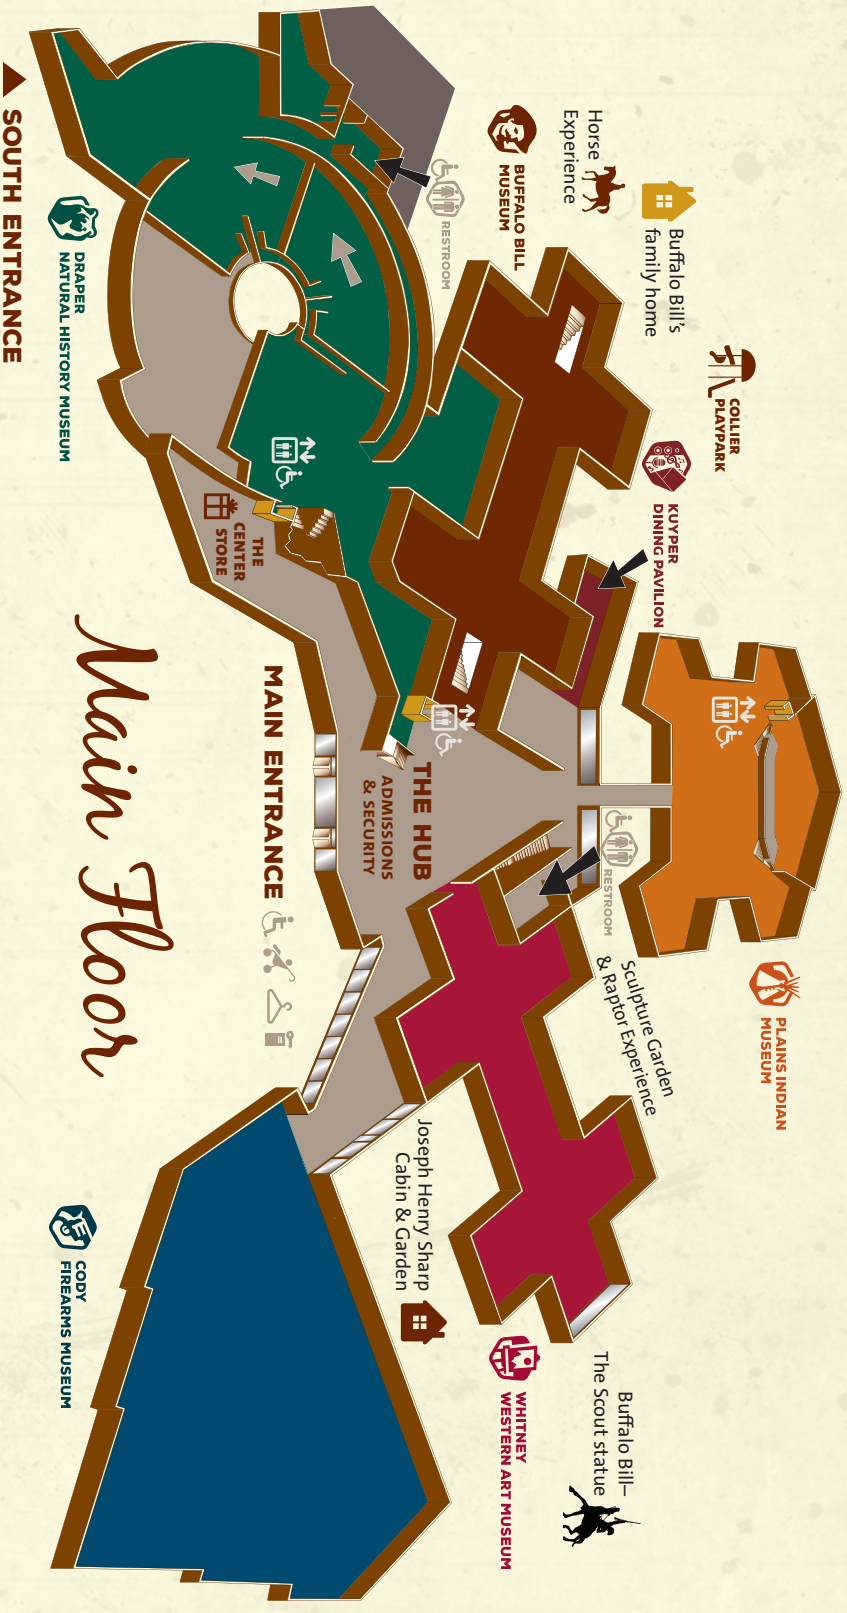 SOUTH ENTRANCE
DRAPER
NATURAL HISTORY MUSEUM
RESTROOM
BUFFALO BILL
MUSEUM
Horse
Experience
Buffalo Bill's
family home
COLLIER
PLAYPARK
KUYPER
DINING PAVILION
THE
CENTER
STORE
MAIN ENTRANCE
THE HUB
ADMISSIONS
& SECURITY
RESTROOM
Sculpture Garden
& Raptor Experience
PLAINS INDIAN
MUSEUM
Main Floor
Joseph Henry Sharp
Cabin & Garden
CODY
FIREARMS MUSEUM
WHITNEY
WESTERN ART MUSEUM
Buffalo Bill–
The Scout statue